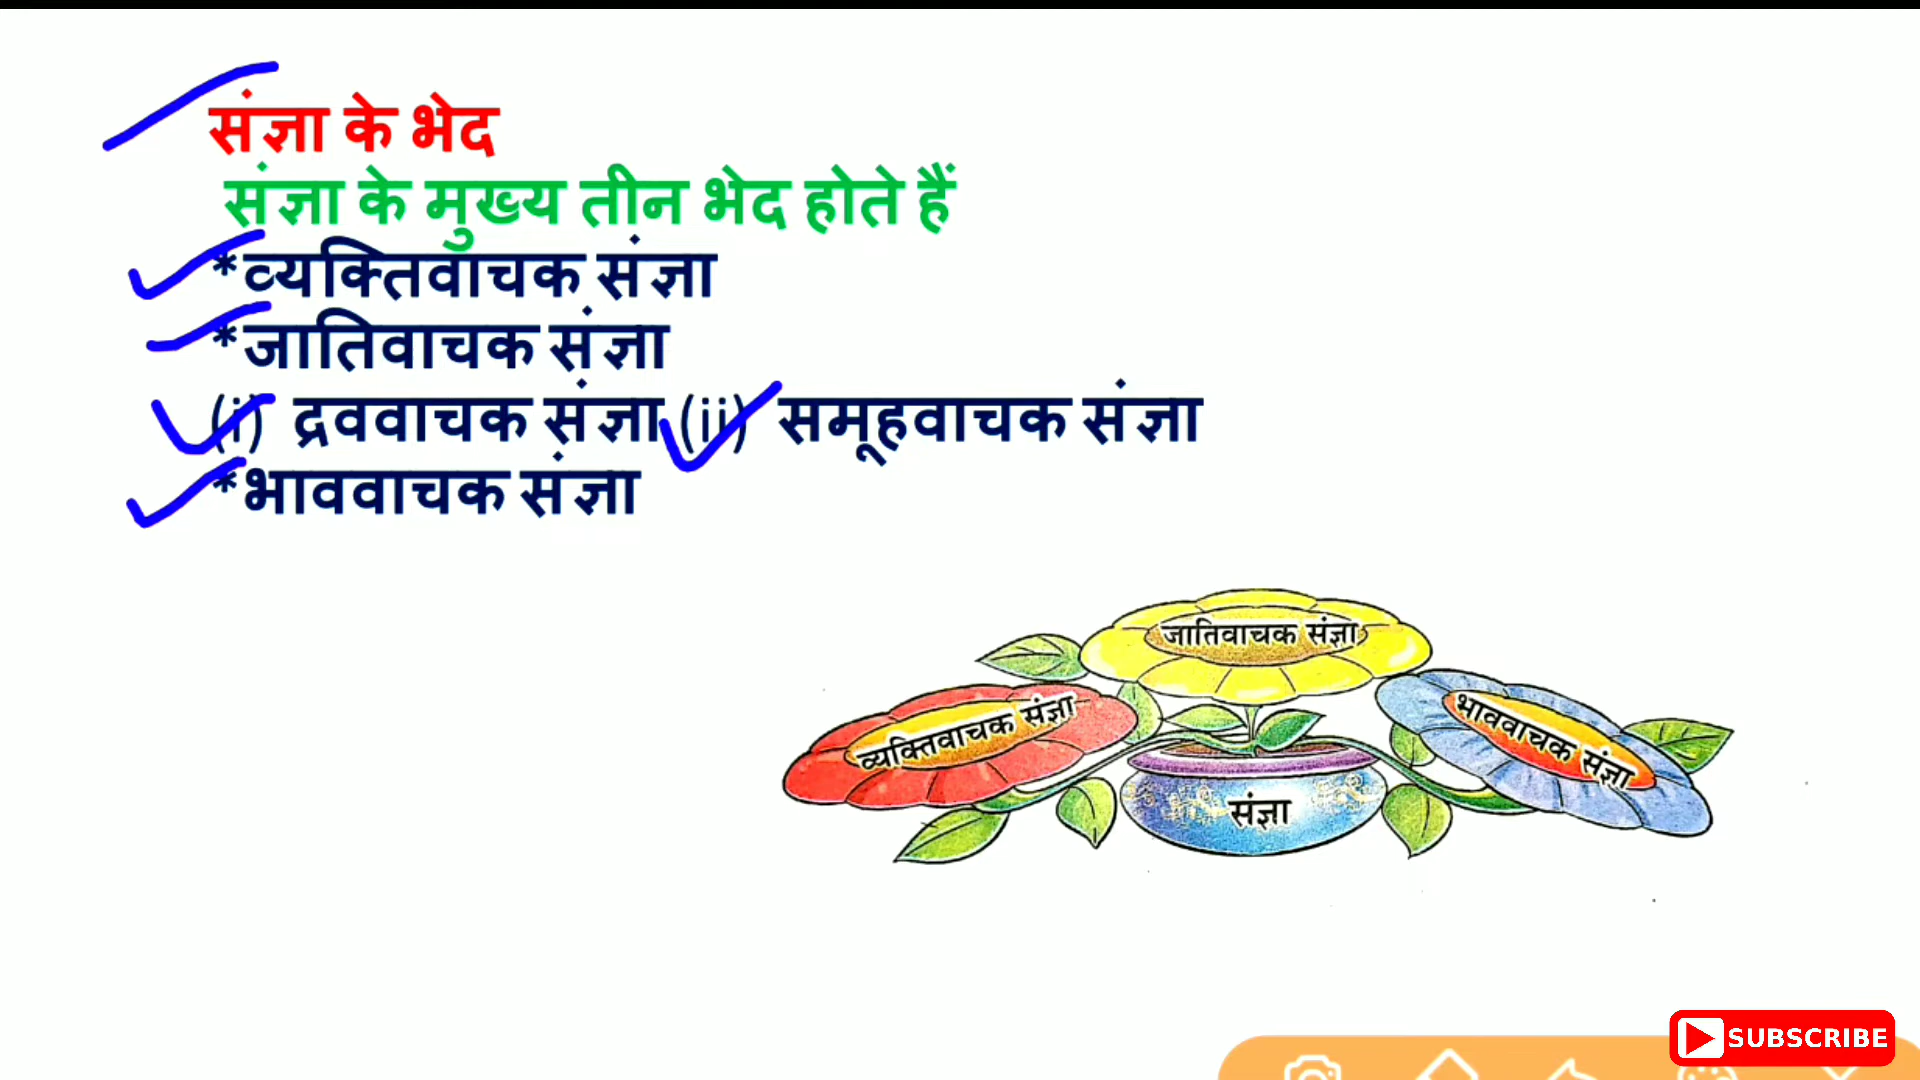 संज्ञा के भेद
संज्ञा के मुख्य तीन भेद होते हैं
*व्यक्तिवाचक संज्ञा
*जातिवाचक संज्ञा
(i) द्रववाचक संज्ञा (ii) समूहवाचक संज्ञा
*भाववाचक संज्ञा
जातिवाचक संज्ञा
व्यक्तिवाचक संज्ञा
भाववाचक संज्ञा
संज्ञा
SUBSCRIBE